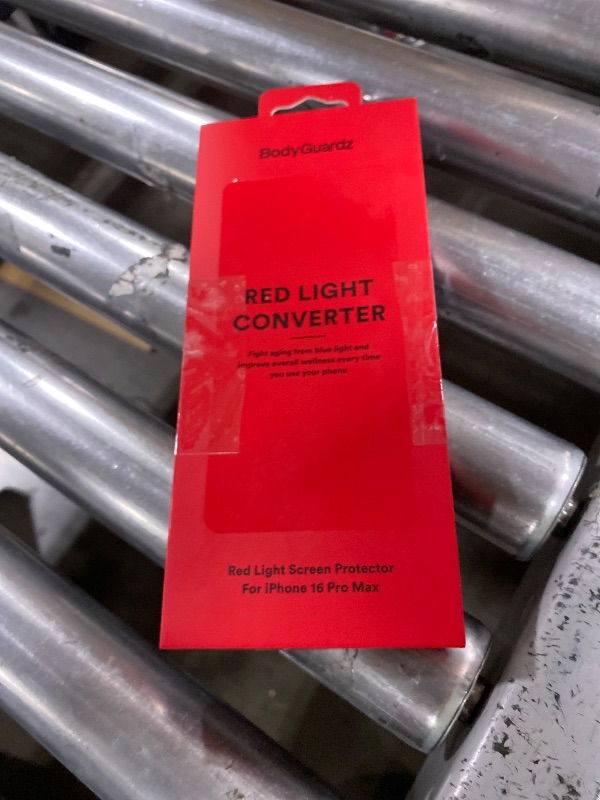 BodyGuardz
RED LIGHT
CONVERTER
Fight aging from blue light and
improve overall wellness every time
you use your phone.
Red Light Screen Protector
For iPhone 16 Pro Max